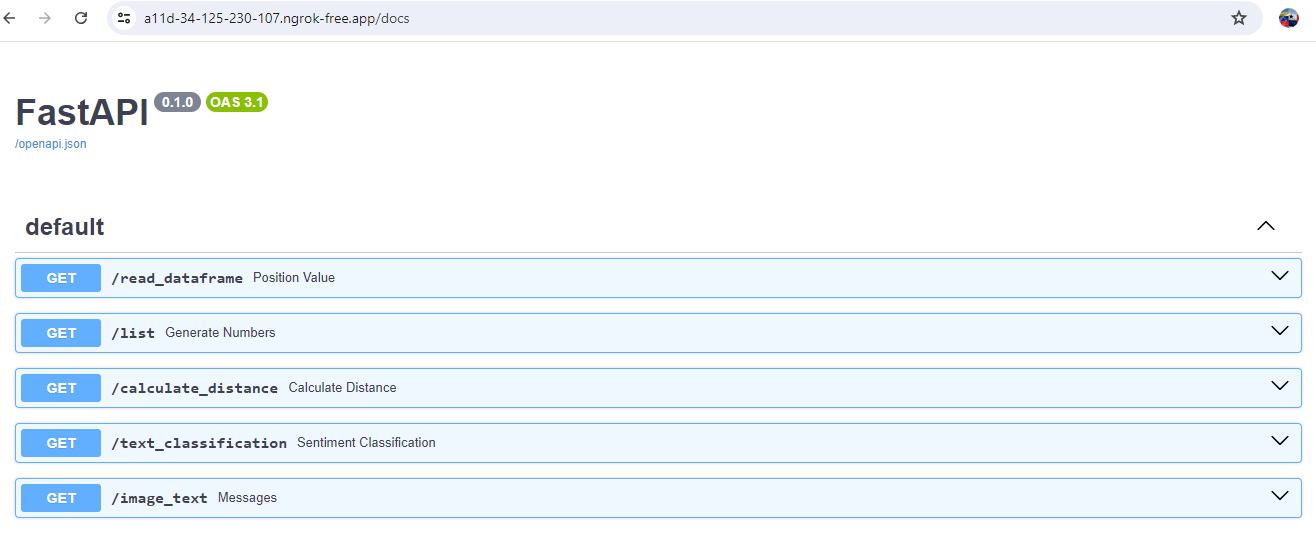 a11d-34-125-230-107.ngrok-free.app/docs
FastAPI 0.1.0 OAS 3.1
/openapi.json
default
GET /read_dataframe Position Value
GET /list Generate Numbers
GET /calculate_distance Calculate Distance
GET /text_classification Sentiment Classification
GET /image_text Messages